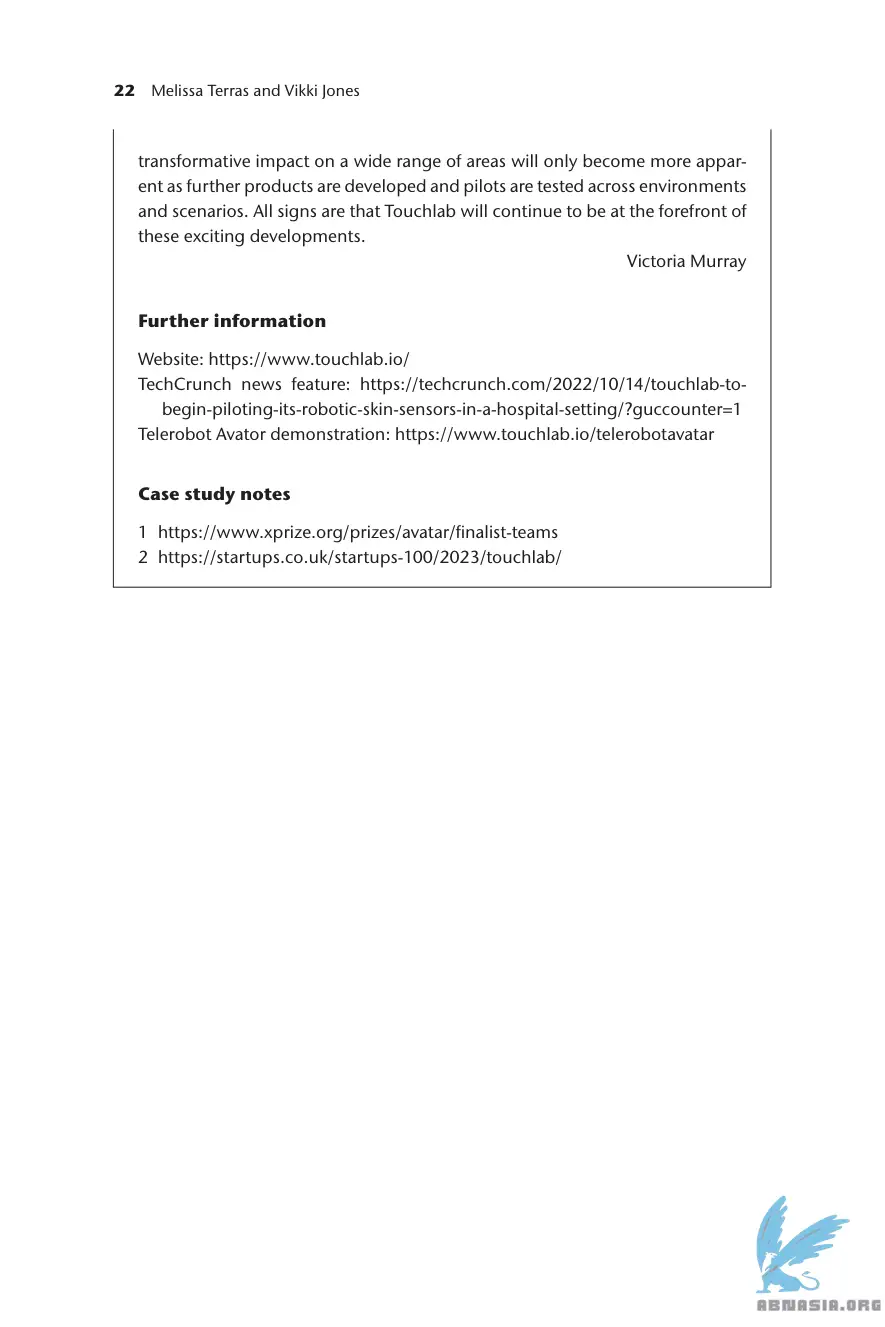 22 Melissa Terras and Vikki Jones
transformative impact on a wide range of areas will only become more appar-
ent as further products are developed and pilots are tested across environments
and scenarios. All signs are that Touchlab will continue to be at the forefront of
these exciting developments.
Victoria Murray
Further information
Website: https://www.touchlab.io/
TechCrunch news feature: https://techcrunch.com/2022/10/14/touchlab-to-
begin-piloting-its-robotic-skin-sensors-in-a-hospital-setting/?guccounter=1
Telerobot Avator demonstration: https://www.touchlab.io/telerobotavatar
Case study notes
1 https://www.xprize.org/prizes/avatar/finalist-teams
2 https://startups.co.uk/startups-100/2023/touchlab/
ABNASIA.ORG